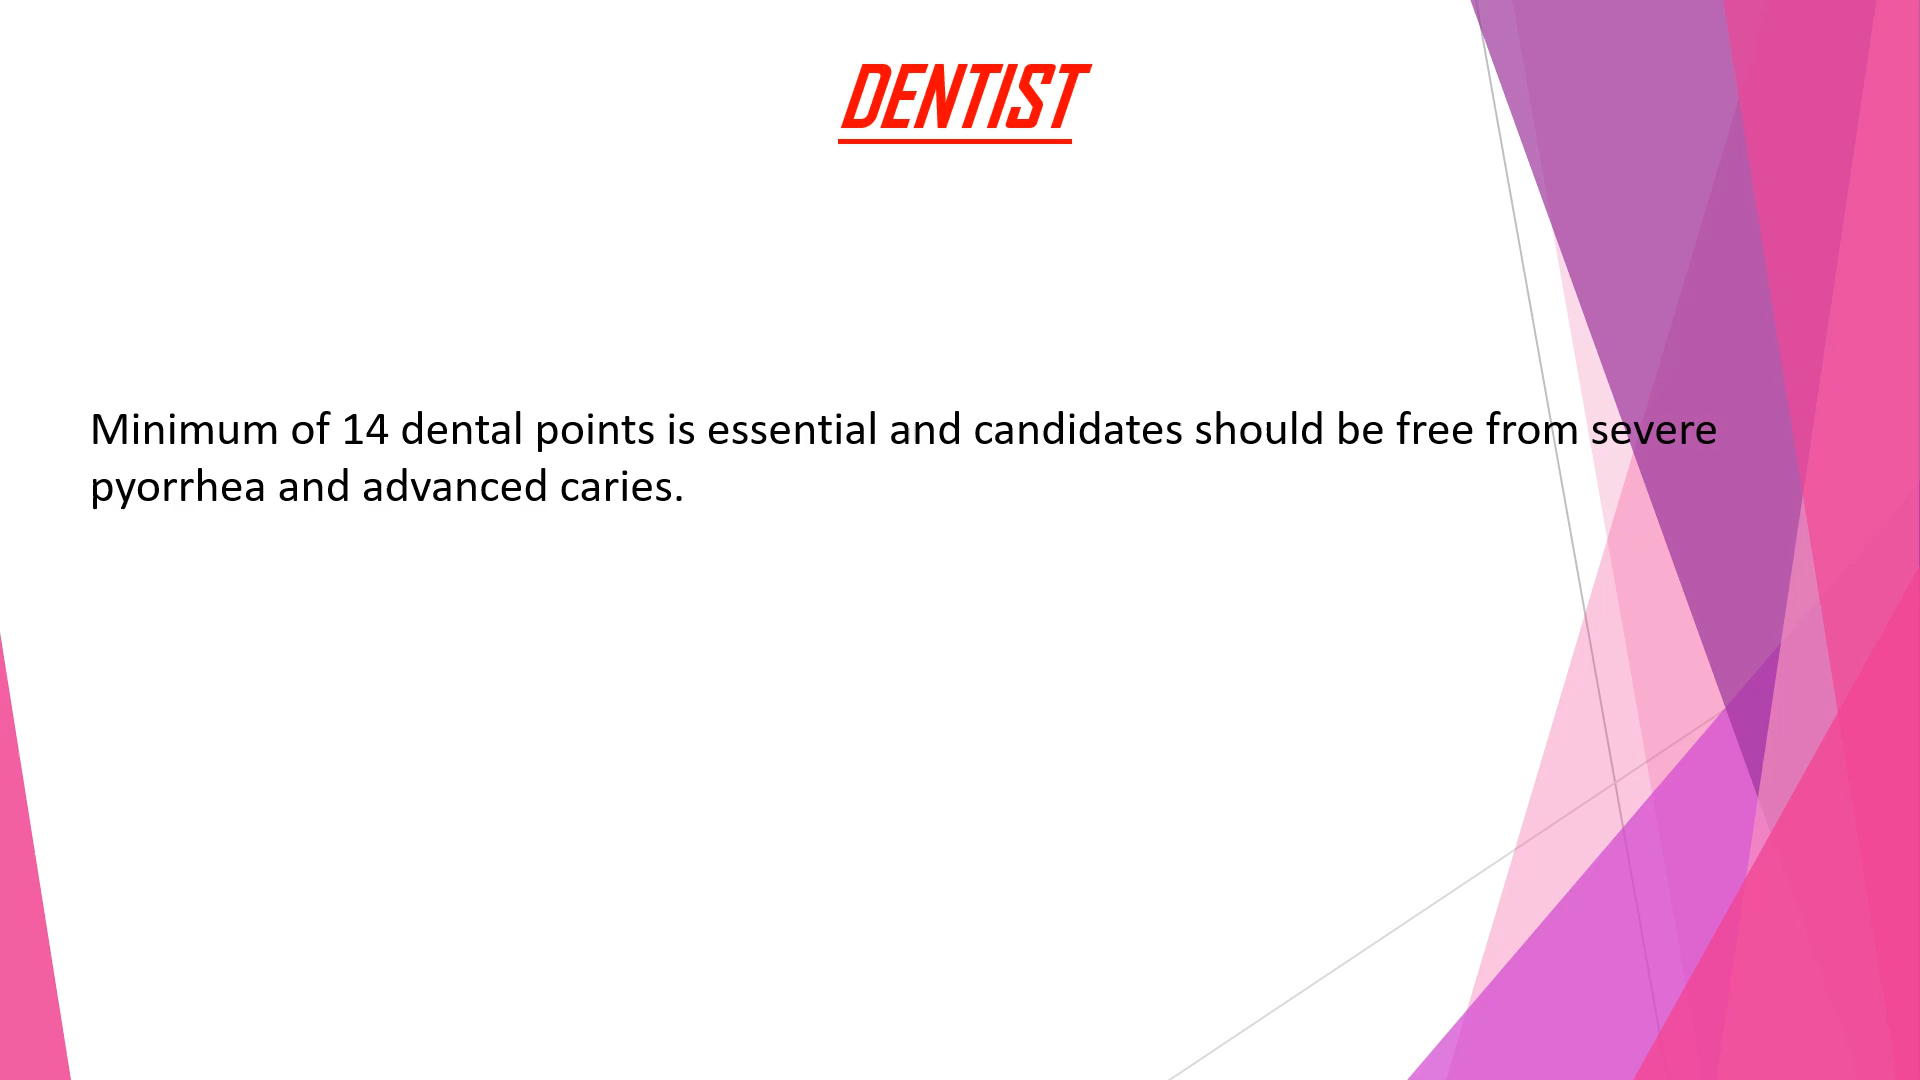 DENTIST
Minimum of 14 dental points is essential and candidates should be free from severe
pyorrhea and advanced caries.